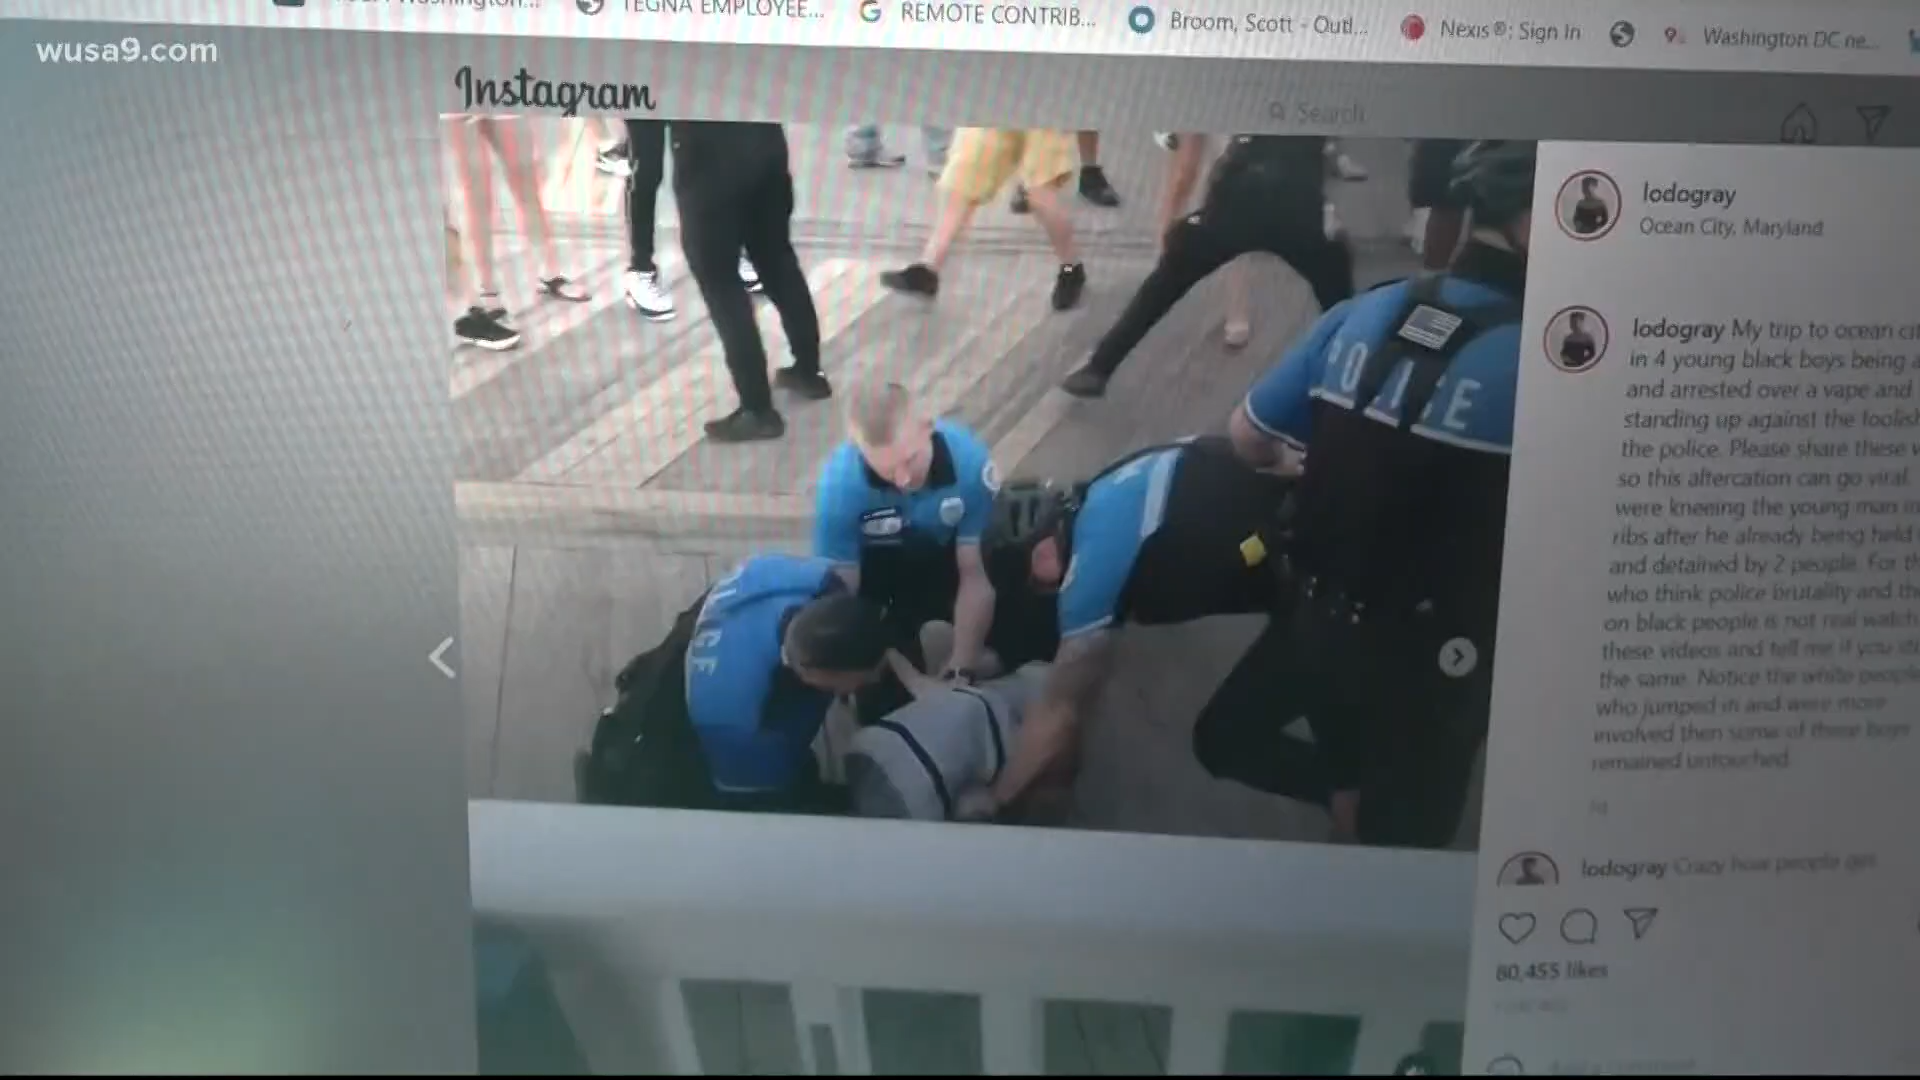 TEGNA EMPLOYEE...
REMOTE CONTRIB...
Broom, Scott - Outl...
Nexis®: Sign In
Washington DC ne...
wusa9.com
Instagram
Search
lodogray
Ocean City, Maryland
POLICE
POLICE
lodogray My trip to ocean cit
in 4 young black boys being a
and arrested over a vape and
standing up against the foolish
the police. Please share these v
so this altercation can go viral.
were kneeing the young man in
ribs after he already being held
and detained by 2 people. For th
who think police brutality and the
on black people is not real watch
these videos and tell me if you
the same. Notice the white people
who jumped in and were more
involved then some of these boys
remained untouched
lodogray Crazy how people get
80,455 likes